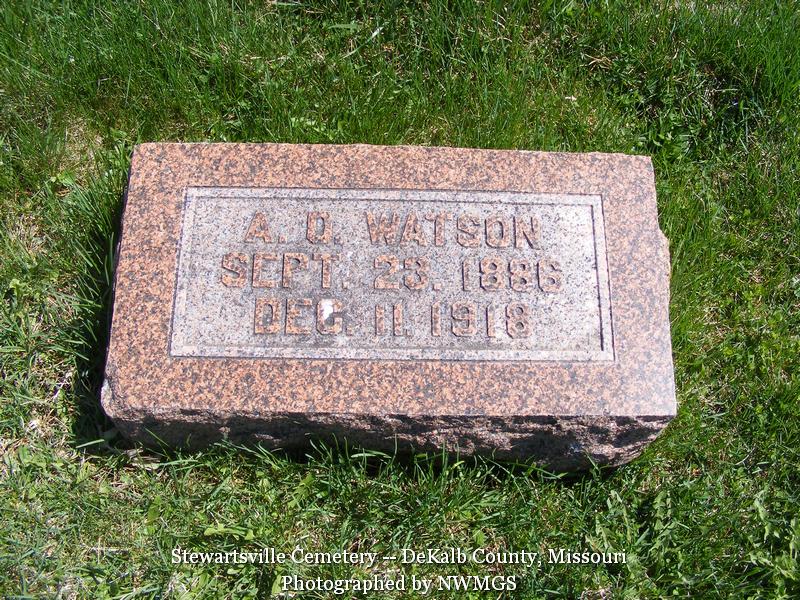 A. O. WATSON
SEPT. 23. 1886
DEC. 11. 1918
Stewartsville Cemetery -- DeKalb County, Missouri
Photographed by NWMGS